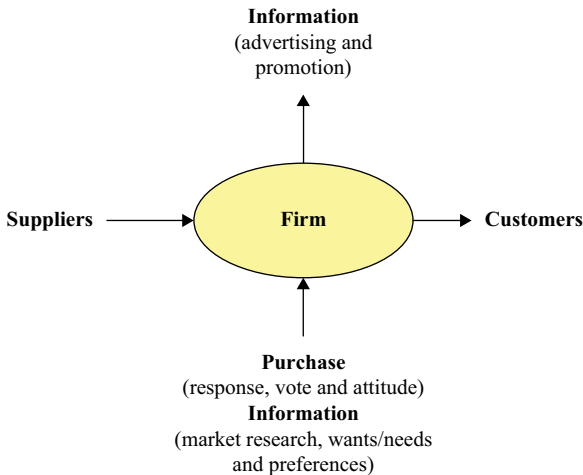 Information
(advertising and
promotion)
Suppliers
Firm
Customers
Purchase
(response, vote and attitude)
Information
(market research, wants/needs
and preferences)